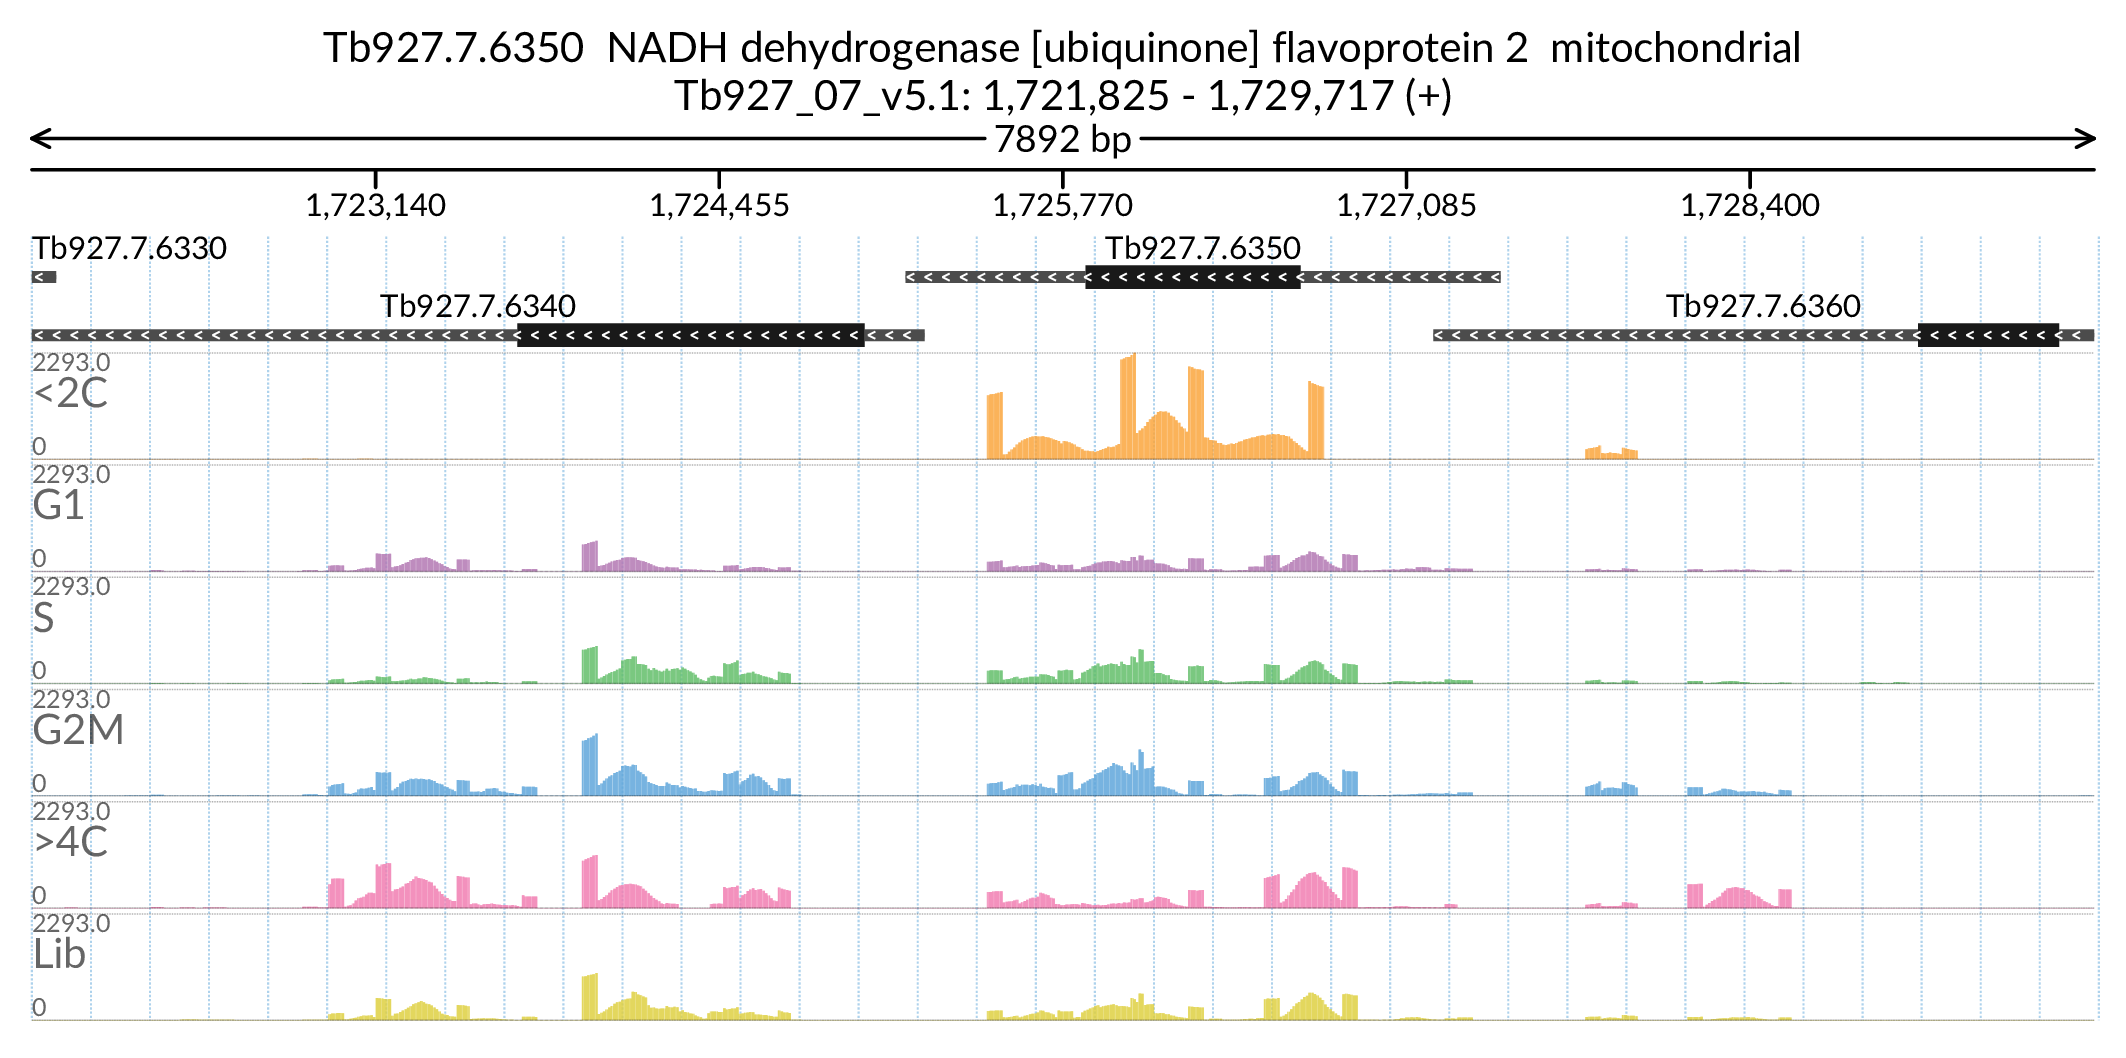 Tb927.7.6350 NADH dehydrogenase [ubiquinone] flavoprotein 2 mitochondrial
Tb927_07_v5.1: 1,721,825 - 1,729,717 (+)
7892 bp
1,723,140 1,724,455 1,725,770 1,727,085 1,728,400
Tb927.7.6330 Tb927.7.6350
Tb927.7.6340 Tb927.7.6360
2293.0
<2C
0
2293.0
G1
0
2293.0
S
0
2293.0
G2M
0
2293.0
>4C
0
2293.0
Lib
0